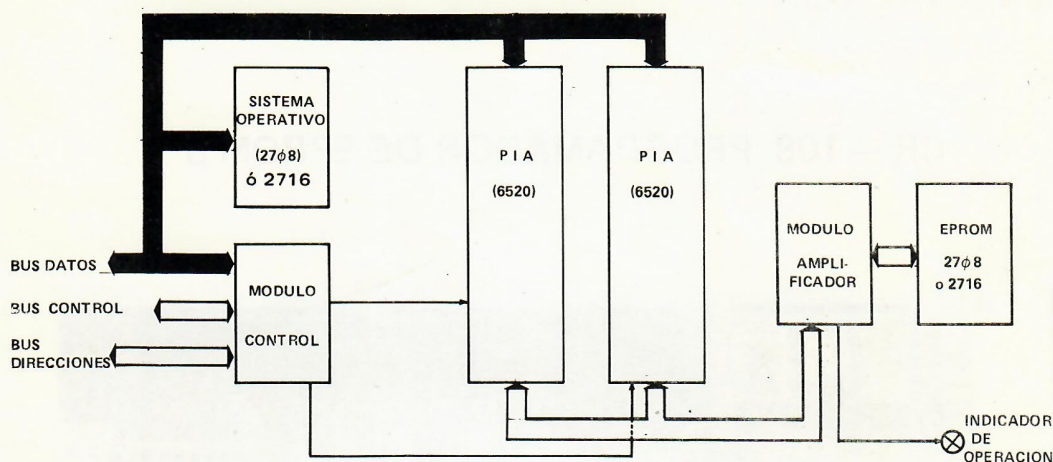 SISTEMA
OPERATIVO
(27φ8)
ó 2716
PIA
(6520)
PIA
(6520)
MODULO
AMPLI-
FICADOR
EPROM
27φ8
o 2716
BUS DATOS
BUS CONTROL
BUS
DIRECCIONES
MODULO
CONTROL
INDICADOR
DE
OPERACION